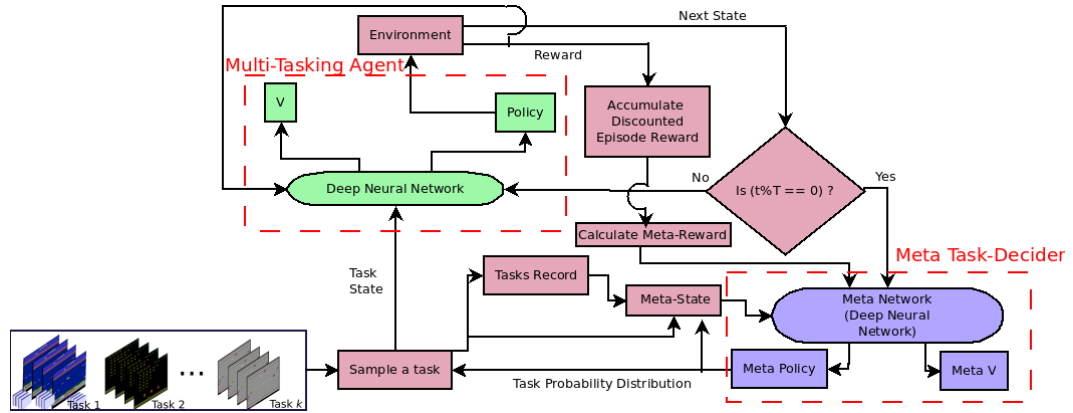 Next State
Environment
Reward
Multi-Tasking Agent
V
Policy
Accumulate
Discounted
Episode Reward
Deep Neural Network
No
Is (t%T == 0) ?
Yes
Calculate Meta-Reward
Meta Task-Decider
Task
State
Tasks Record
Meta-State
Meta Network
(Deep Neural
Network)
Sample a task
Task Probability Distribution
Meta Policy
Meta V
Task 1
Task 2
...
Task k